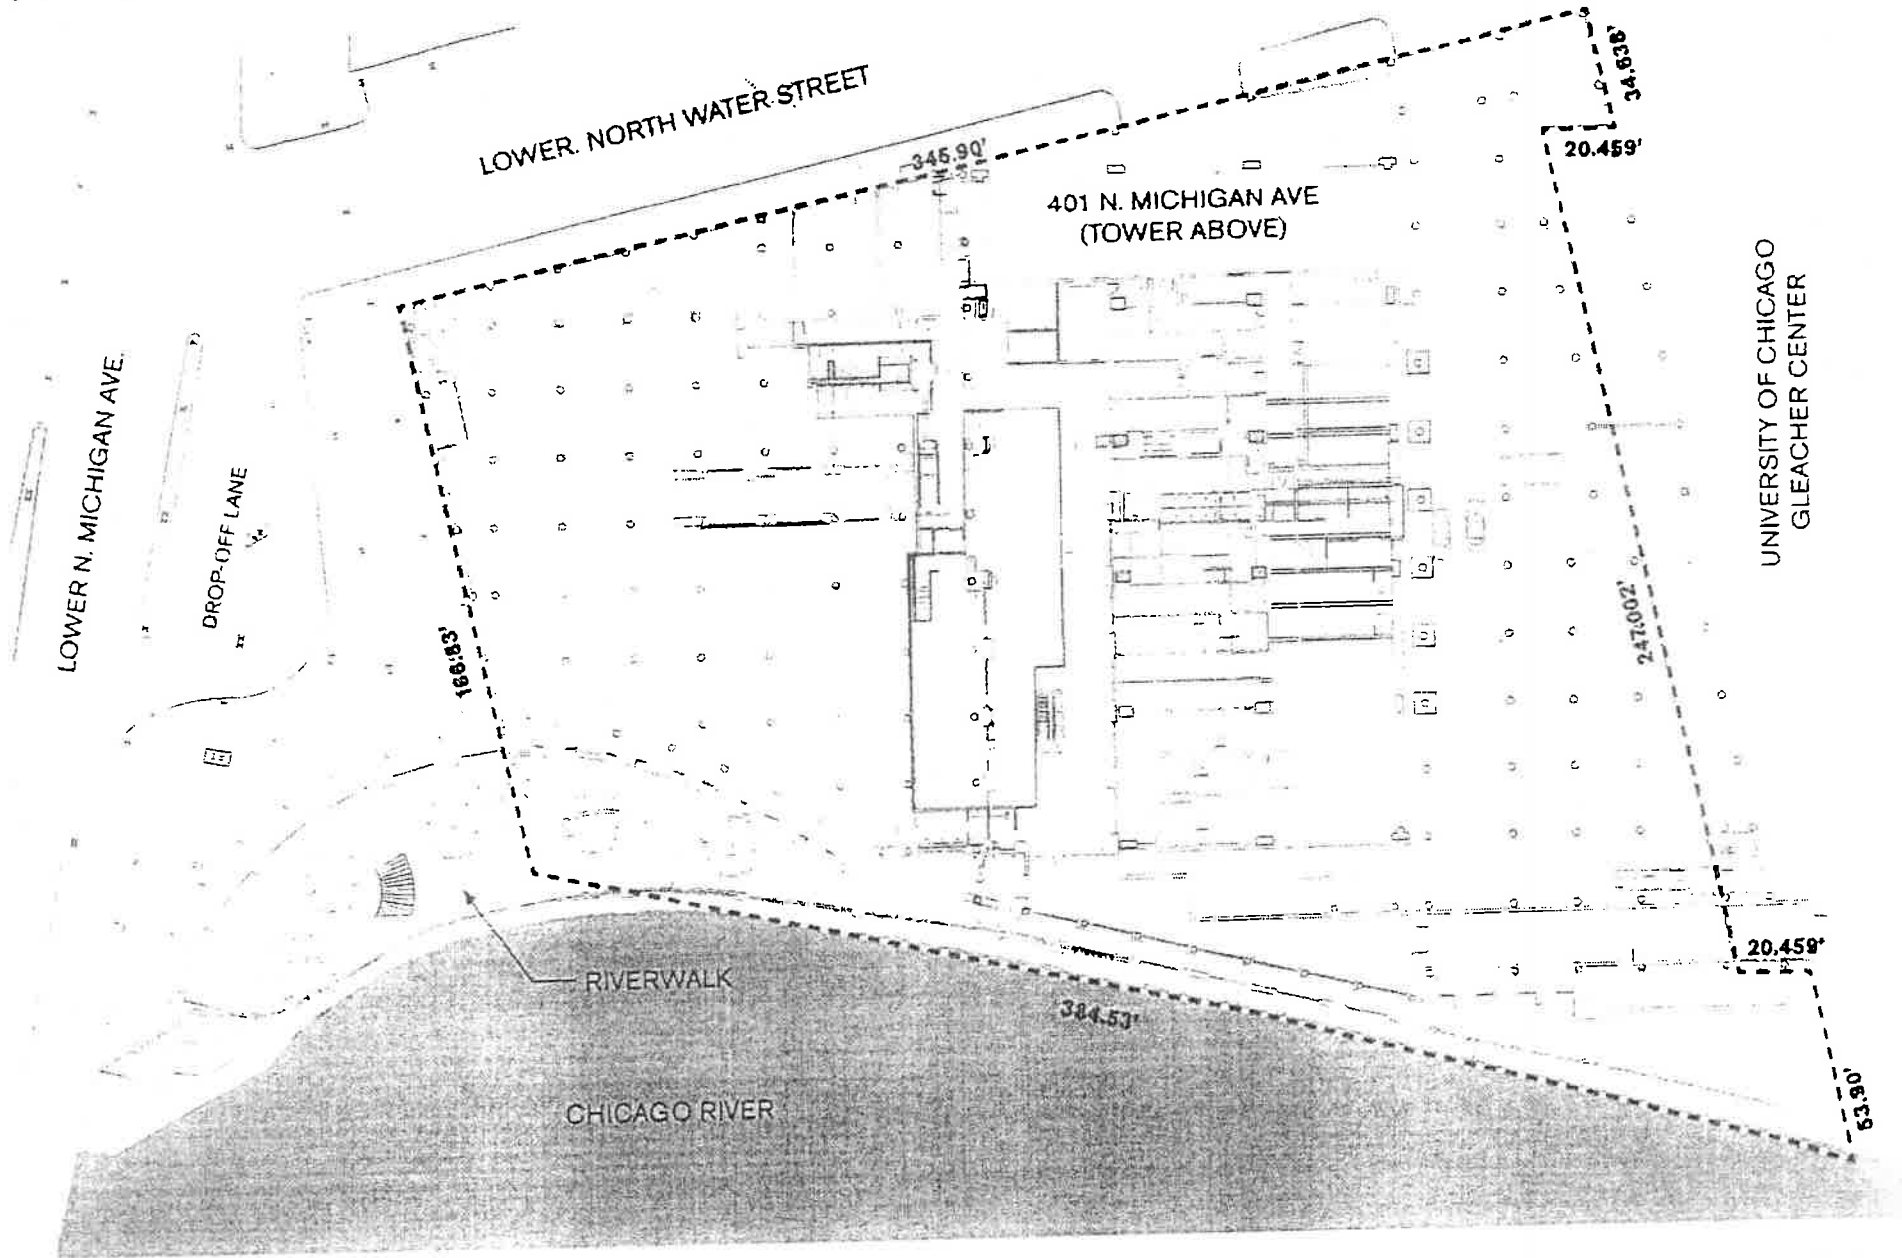 LOWER. NORTH WATER STREET
345.90'
34.638'
20.459'
401 N. MICHIGAN AVE
(TOWER ABOVE)
UNIVERSITY OF CHICAGO
GLEACHER CENTER
LOWER N. MICHIGAN AVE.
DROP-OFF LANE
166.83'
247.002'
20.459'
RIVERWALK
384.53'
53.90'
CHICAGO RIVER